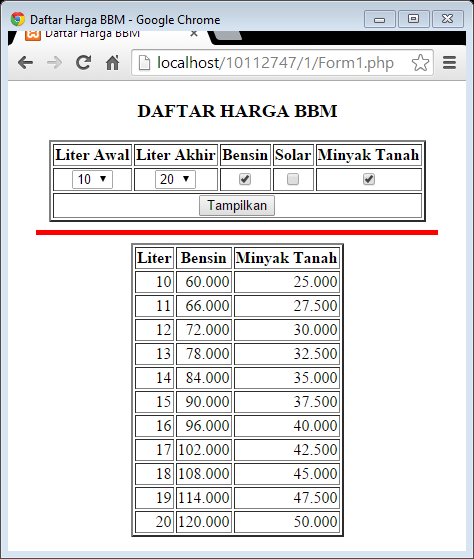 Daftar Harga BBM - Google Chrome
Daftar Harga BBM
localhost/10112747/1/Form1.php
DAFTAR HARGA BBM
Liter Awal Liter Akhir Bensin Solar Minyak Tanah
10 20
Tampilkan
Liter Bensin Minyak Tanah
10 60.000 25.000
11 66.000 27.500
12 72.000 30.000
13 78.000 32.500
14 84.000 35.000
15 90.000 37.500
16 96.000 40.000
17 102.000 42.500
18 108.000 45.000
19 114.000 47.500
20 120.000 50.000